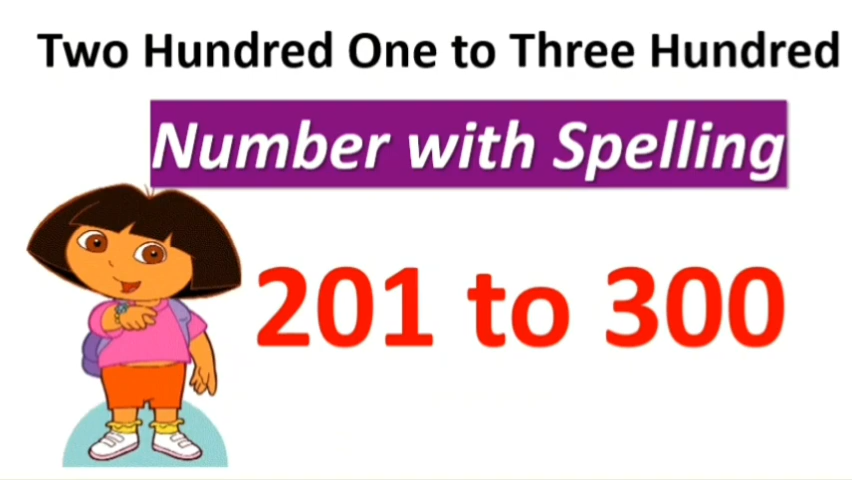 Two Hundred One to Three Hundred
Number with Spelling
201 to 300